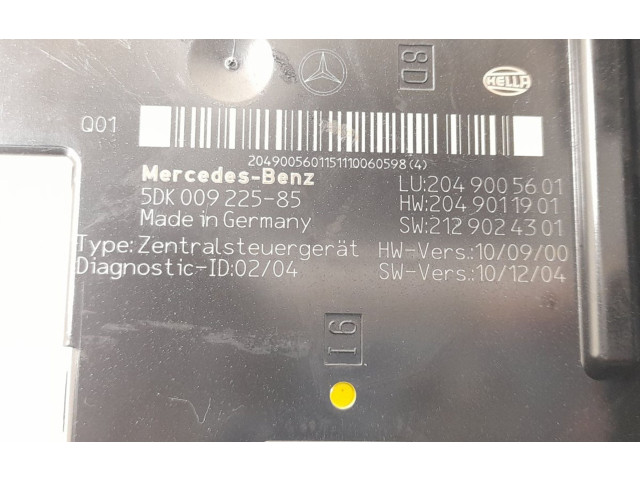 8D
HELLA
Q01
2049005601151110060598(4)
Mercedes-Benz LU:204 900 56 01
5DK 009 225-85 HW:204 901 19 01
Made in Germany SW:212 902 43 01
Type: Zentralsteuergerät HW-Vers.:10/09/00
Diagnostic-ID:02/04 SW-Vers.:10/12/04
16